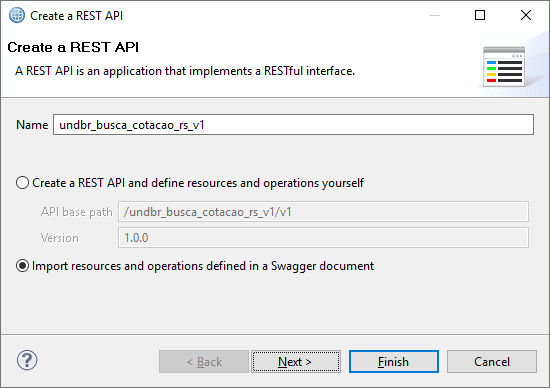 Create a REST API
Create a REST API
A REST API is an application that implements a RESTful interface.
Name undbr_busca_cotacao_rs_v1
Create a REST API and define resources and operations yourself
API base path /undbr_busca_cotacao_rs_v1/v1
Version 1.0.0
Import resources and operations defined in a Swagger document
? < Back Next > Finish Cancel